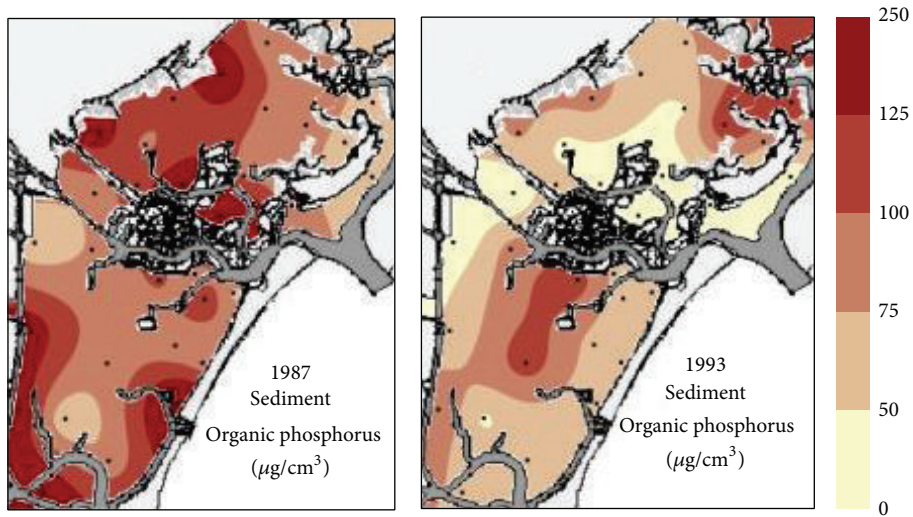 1987
Sediment
Organic phosphorus
(μg/cm³)
1993
Sediment
Organic phosphorus
(μg/cm³)
250
125
100
75
50
0